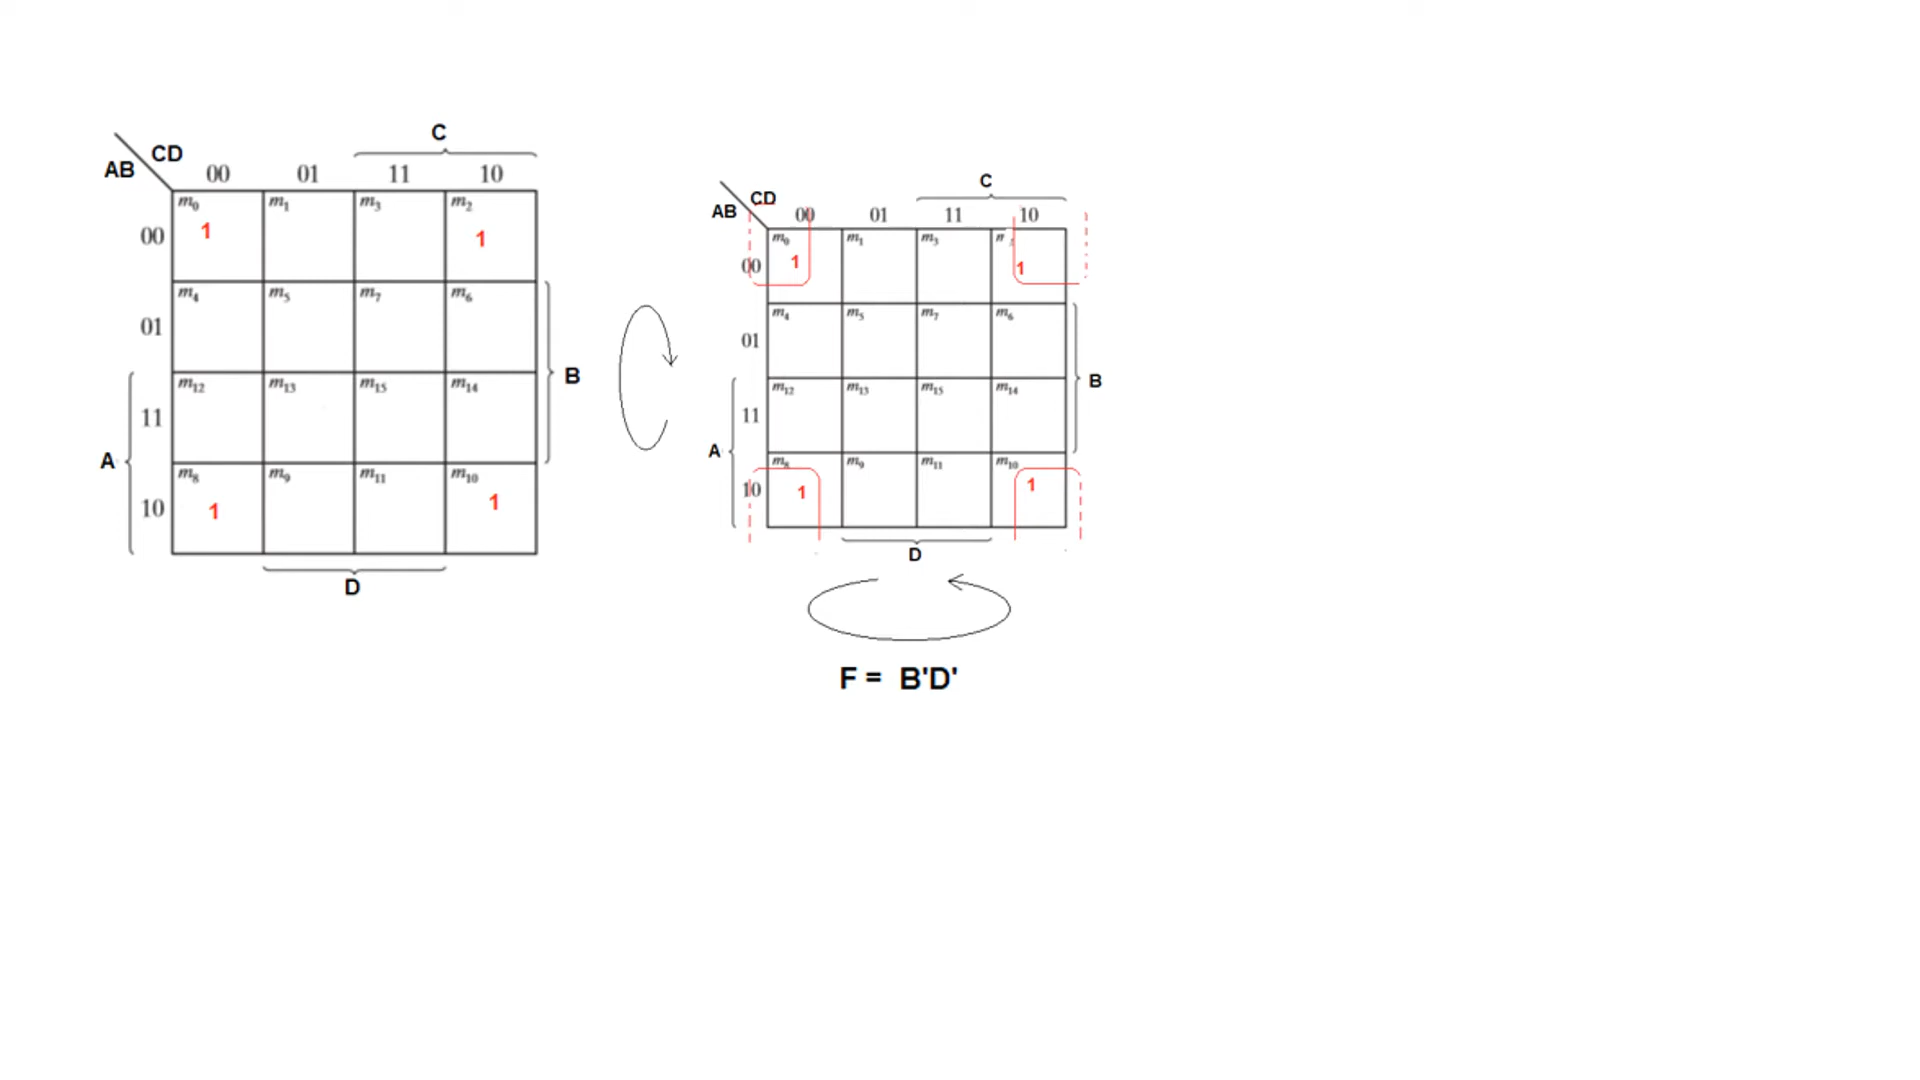 C
CD
AB
00 01 11 10
m0 m1 m3 m2
00 1 1
m4 m5 m7 m6
01
B
m12 m13 m15 m14
11
A
m8 m9 m11 m10
10 1 1
D
C
CD
AB
00 01 11 10
m0 m1 m3
00 1 1
m4 m5 m7 m6
01
B
m12 m13 m15 m14
11
A
m8 m9 m11 m10
10 1 1
D
F = B'D'